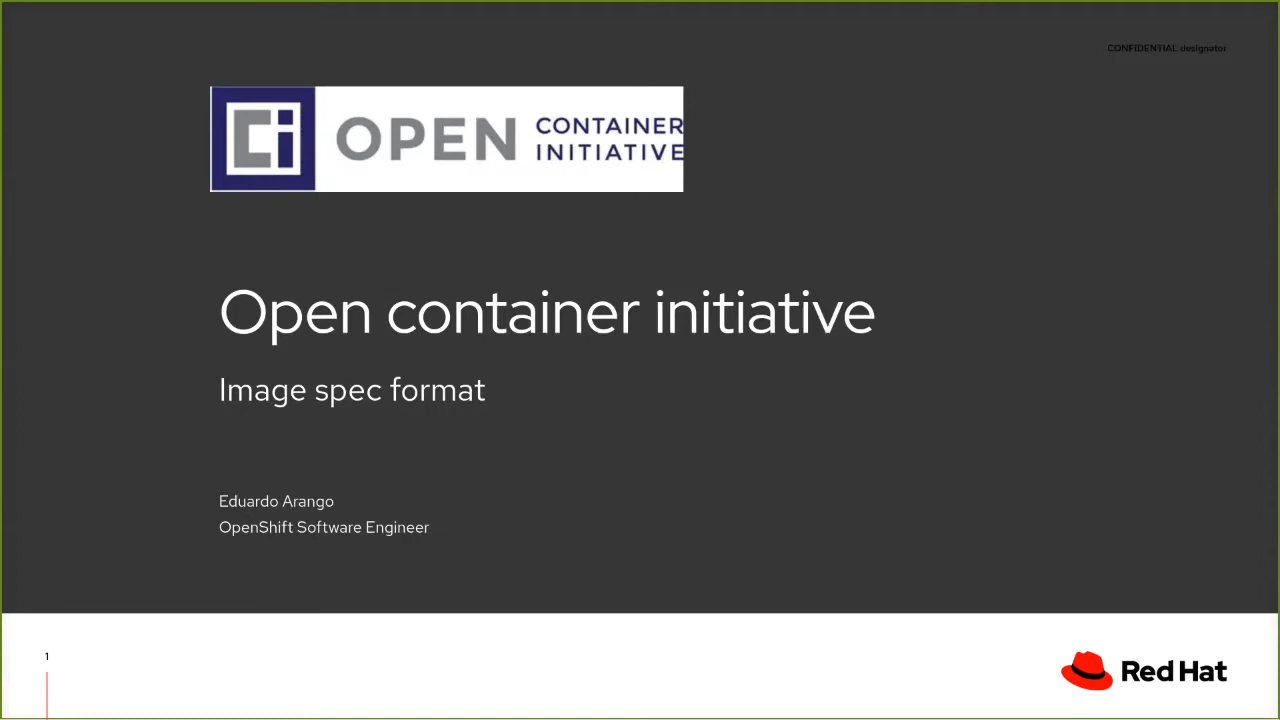 CONFIDENTIAL designator
Ci OPEN CONTAINER
INITIATIVE
Open container initiative
Image spec format
Eduardo Arango
OpenShift Software Engineer
1
Red Hat